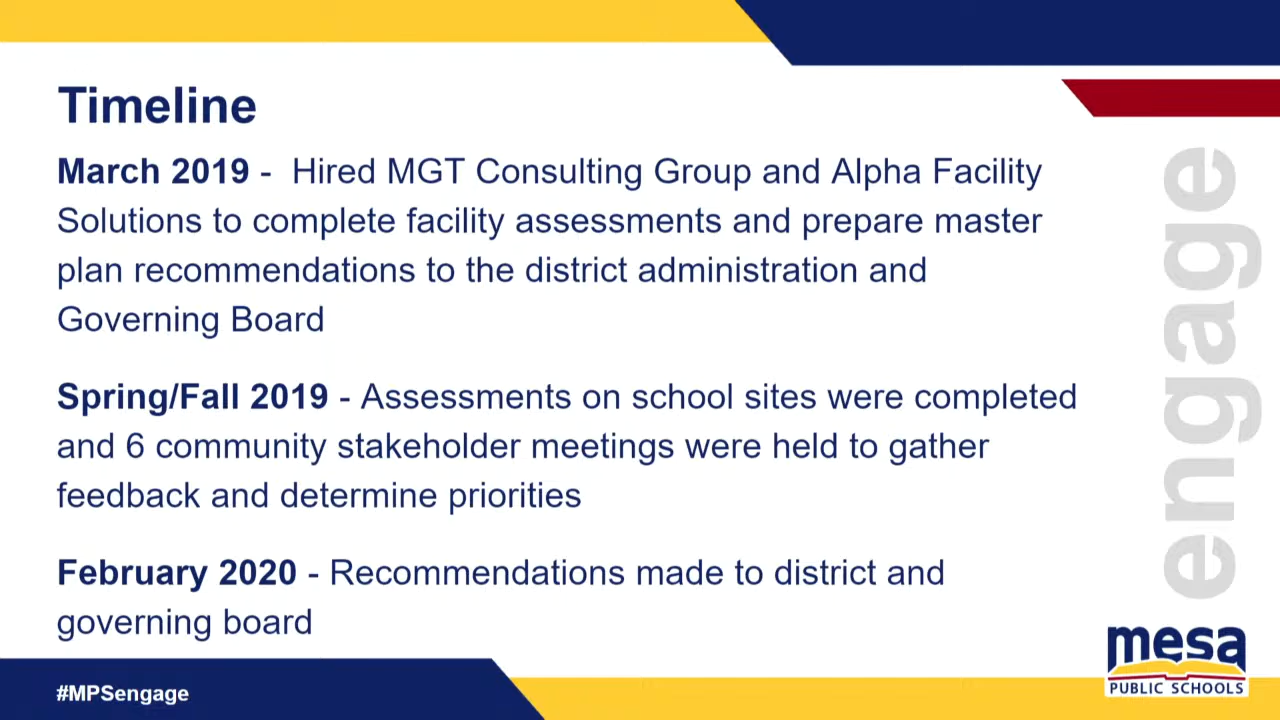 Timeline
March 2019 -  Hired MGT Consulting Group and Alpha Facility
Solutions to complete facility assessments and prepare master
plan recommendations to the district administration and
Governing Board
Spring/Fall 2019 - Assessments on school sites were completed
and 6 community stakeholder meetings were held to gather
feedback and determine priorities
February 2020 - Recommendations made to district and
governing board
engage
mesa
PUBLIC SCHOOLS
#MPSengage